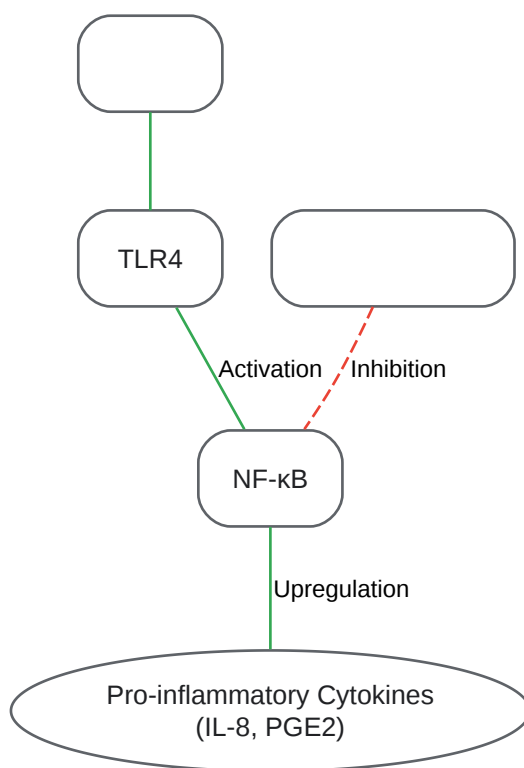 TLR4
Activation
Inhibition
NF-κB
Upregulation
Pro-inflammatory Cytokines
(IL-8, PGE2)